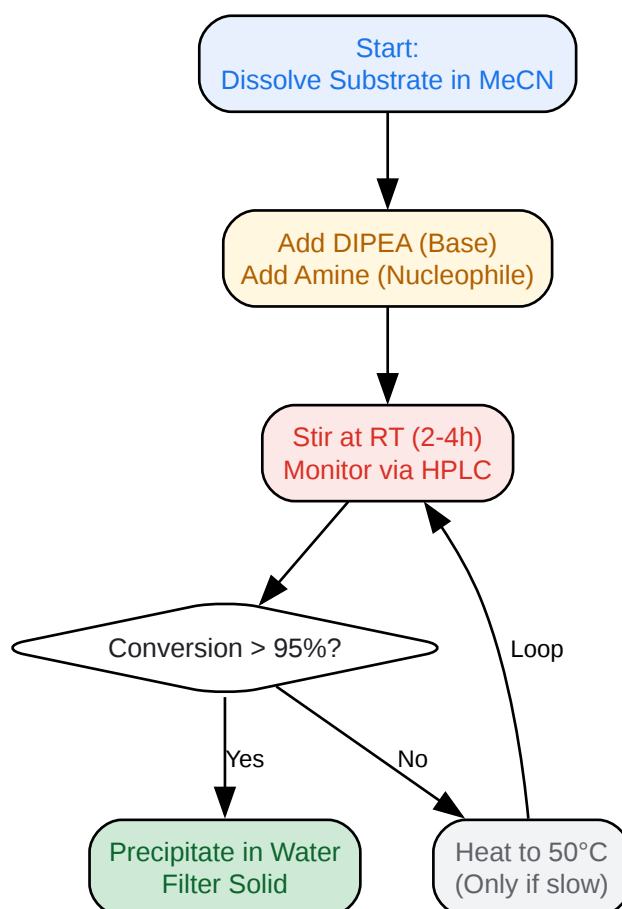 Start:
Dissolve Substrate in MeCN
Add DIPEA (Base)
Add Amine (Nucleophile)
Stir at RT (2-4h)
Monitor via HPLC
Conversion > 95%?
Loop
Yes
No
Precipitate in Water
Filter Solid
Heat to 50°C
(Only if slow)